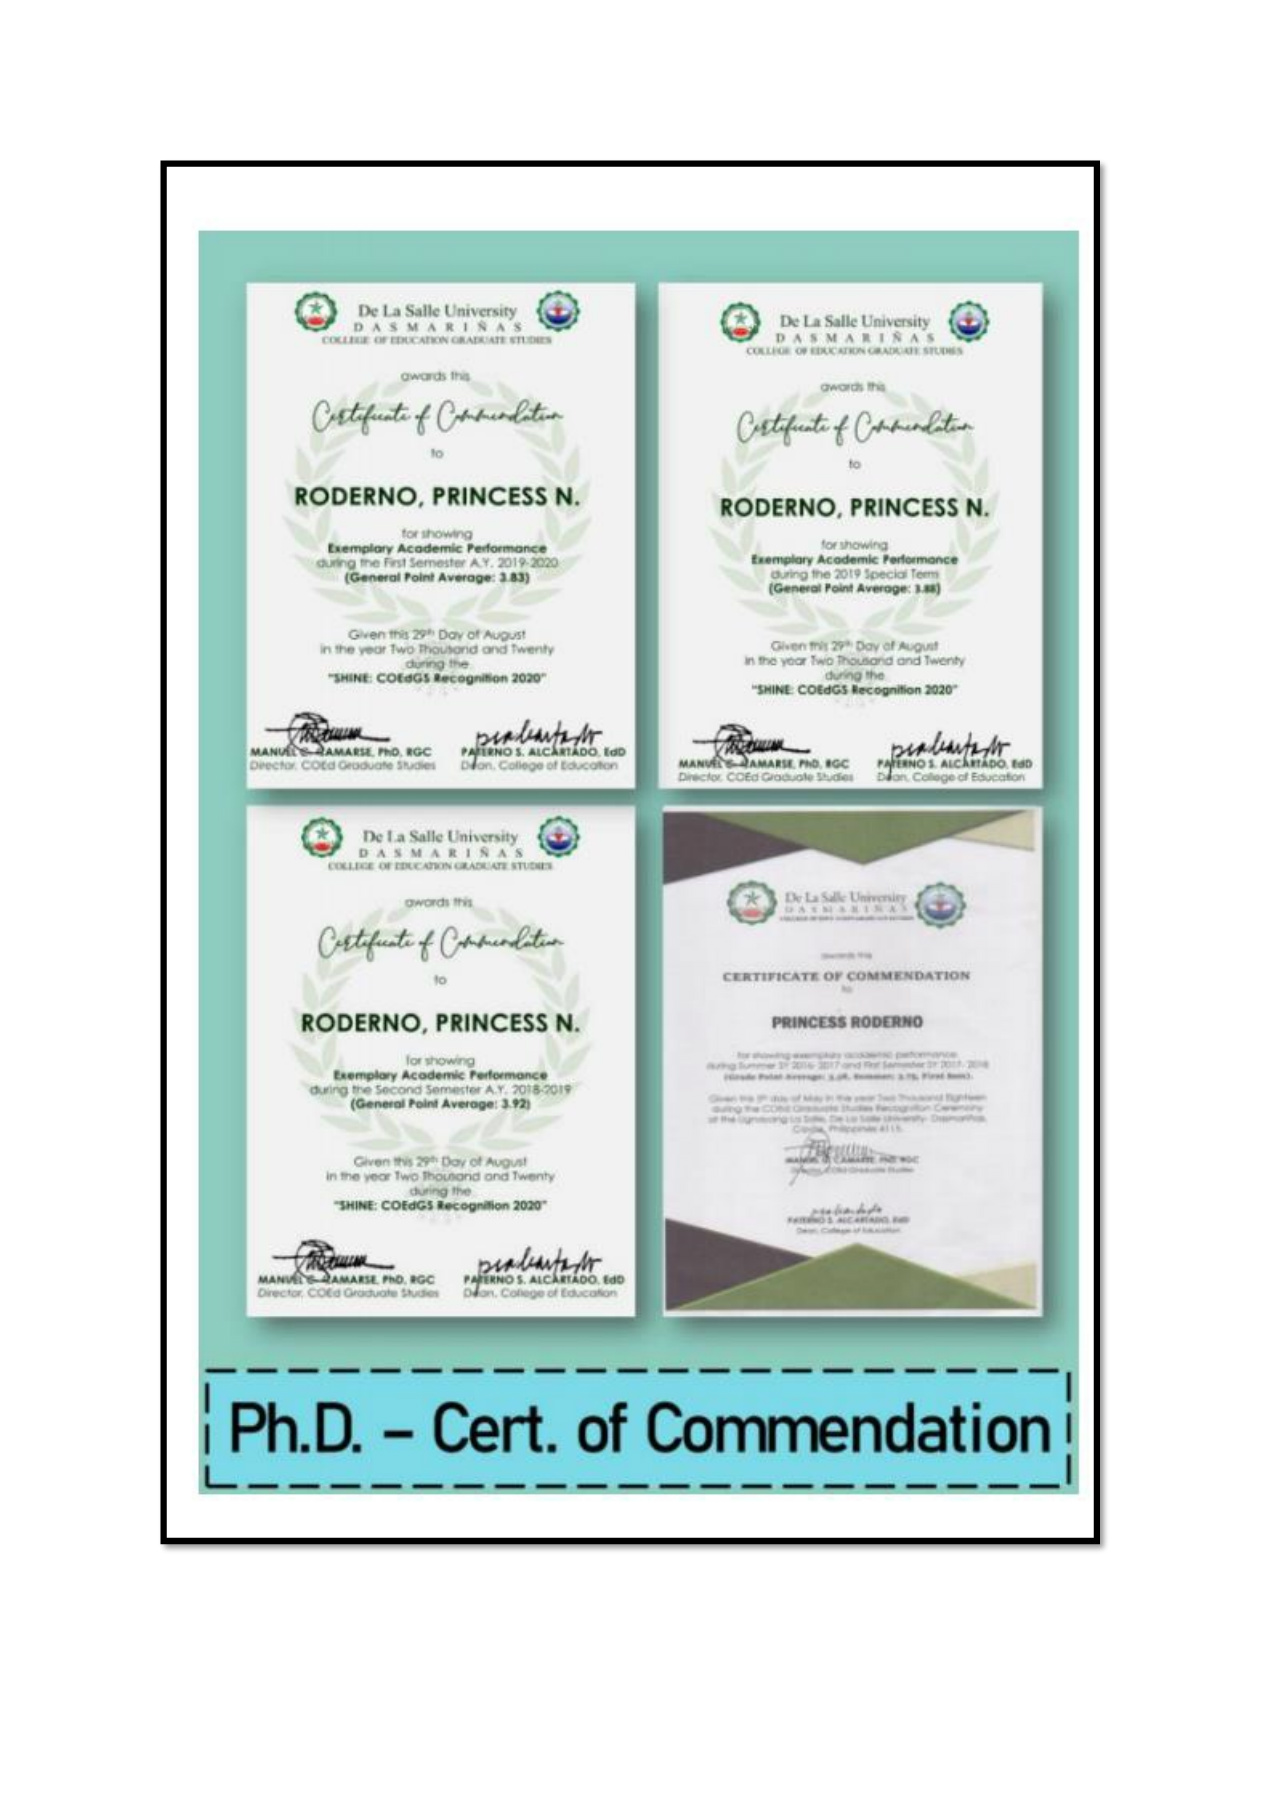 De La Salle University
DASMARIÑAS
COLLEGE OF EDUCATION GRADUATE STUDIES
awards this
Certificate of Commendation
to
RODERNO, PRINCESS N.
for showing
Exemplary Academic Performance
during the First Semester A.Y. 2019-2020
(General Point Average: 3.83)
Given this 29th Day of August
in the year Two Thousand and Twenty
during the
"SHINE: COEdGS Recognition 2020"
MANUEL G. CAMARSE, PhD, RGC
Director, COEd Graduate Studies
PATERNO S. ALCARTADO, EdD
Dean, College of Education
De La Salle University
DASMARIÑAS
COLLEGE OF EDUCATION GRADUATE STUDIES
awards this
Certificate of Commendation
to
RODERNO, PRINCESS N.
for showing
Exemplary Academic Performance
during the 2019 Special Term
(General Point Average: 3.88)
Given this 29th Day of August
in the year Two Thousand and Twenty
during the
"SHINE: COEdGS Recognition 2020"
MANUEL G. CAMARSE, PhD, RGC
Director, COEd Graduate Studies
PATERNO S. ALCARTADO, EdD
Dean, College of Education
De La Salle University
DASMARIÑAS
COLLEGE OF EDUCATION GRADUATE STUDIES
awards this
Certificate of Commendation
to
RODERNO, PRINCESS N.
for showing
Exemplary Academic Performance
during the Second Semester A.Y. 2018-2019
(General Point Average: 3.92)
Given this 29th Day of August
in the year Two Thousand and Twenty
during the
"SHINE: COEdGS Recognition 2020"
MANUEL G. CAMARSE, PhD, RGC
Director, COEd Graduate Studies
PATERNO S. ALCARTADO, EdD
Dean, College of Education
De La Salle University
DASMARIÑAS
awards this
CERTIFICATE OF COMMENDATION
to
PRINCESS RODERNO
for showing exemplary academic performance
during Summer SY 2016-2017 and First Semester SY 2017-2018
(Grade Point Average: Summer: 3.75, First Sem).
Given this 5th day of May in the year Two Thousand Eighteen
during the COEd Graduate Studies Recognition Ceremony
at the La Salle, De La Salle University- Dasmariñas,
Cavite, Philippines 4115.
MANUEL G. CAMARSE, PhD, RGC
Director, COEd Graduate Studies
PATERNO S. ALCARTADO, EdD
Dean, College of Education
Ph.D. – Cert. of Commendation